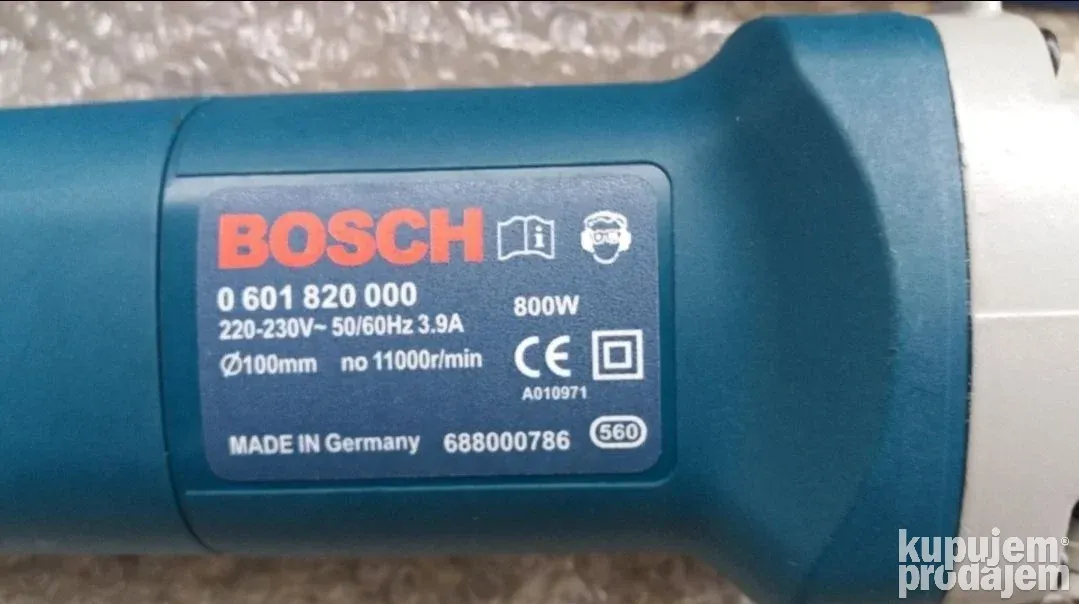 BOSCH
0 601 820 000
800W
220-230V~ 50/60Hz 3.9A
Ø100mm no 11000r/min
CE
A010971
MADE IN Germany 688000786 560
kupujem®
prodajem